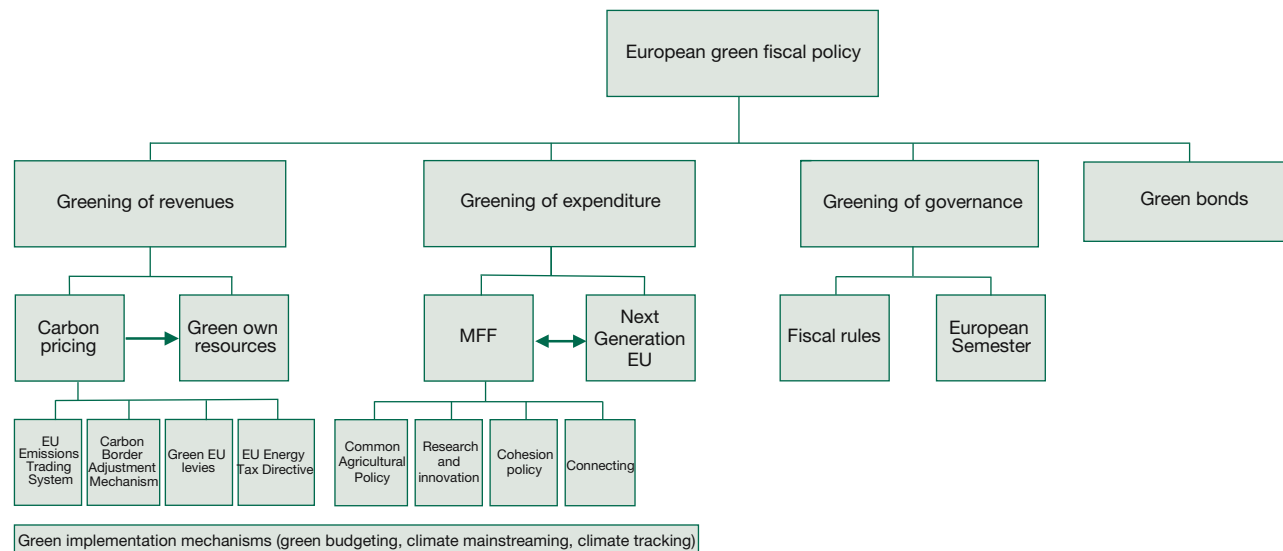 European green fiscal policy
Greening of revenues
Greening of expenditure
Greening of governance
Green bonds
Carbon
pricing
Green own
resources
MFF
Next
Generation
EU
Fiscal rules
European
Semester
EU
Emissions
Trading
System
Carbon
Border
Adjustment
Mechanism
Green EU
levies
EU Energy
Tax Directive
Common
Agricultural
Policy
Research
and
innovation
Cohesion
policy
Connecting
Green implementation mechanisms (green budgeting, climate mainstreaming, climate tracking)